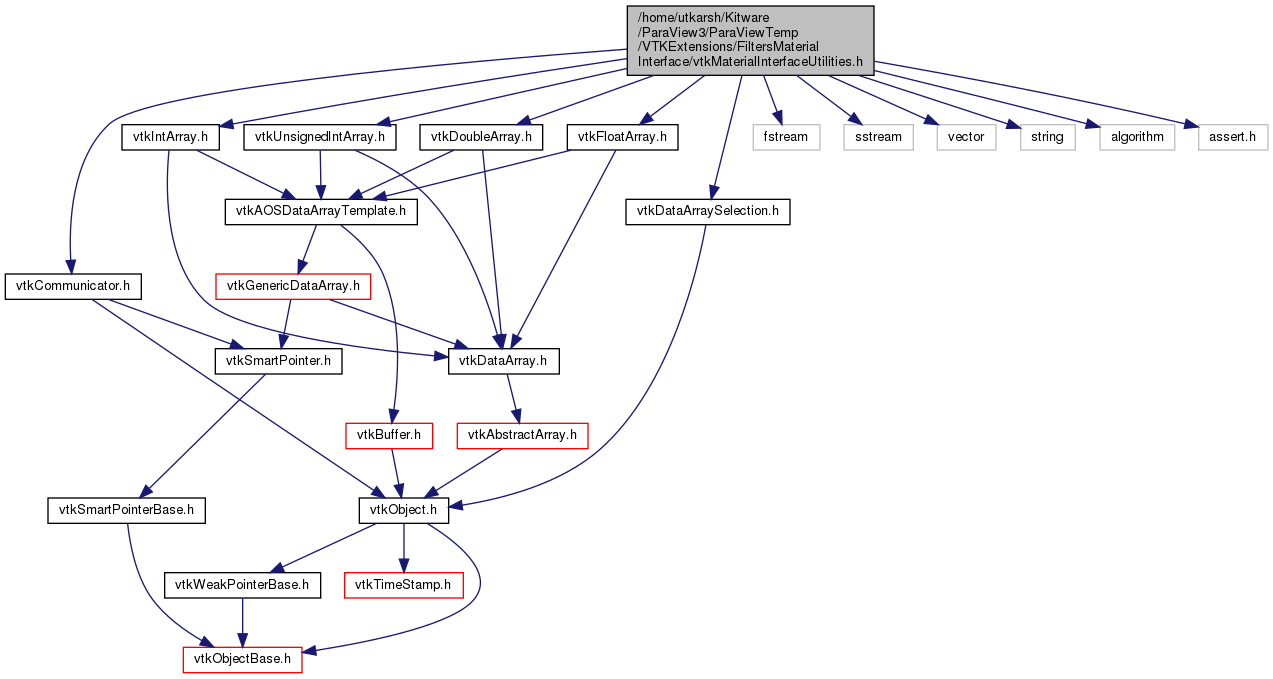 /home/utkarsh/Kitware
/ParaView3/ParaViewTemp
/VTKExtensions/FiltersMaterial
Interface/vtkMaterialInterfaceUtilities.h
vtkIntArray.h
vtkUnsignedIntArray.h
vtkDoubleArray.h
vtkFloatArray.h
fstream
sstream
vector
string
algorithm
assert.h
vtkAOSDataArrayTemplate.h
vtkDataArraySelection.h
vtkCommunicator.h
vtkGenericDataArray.h
vtkSmartPointer.h
vtkDataArray.h
vtkBuffer.h
vtkAbstractArray.h
vtkSmartPointerBase.h
vtkObject.h
vtkWeakPointerBase.h
vtkTimeStamp.h
vtkObjectBase.h